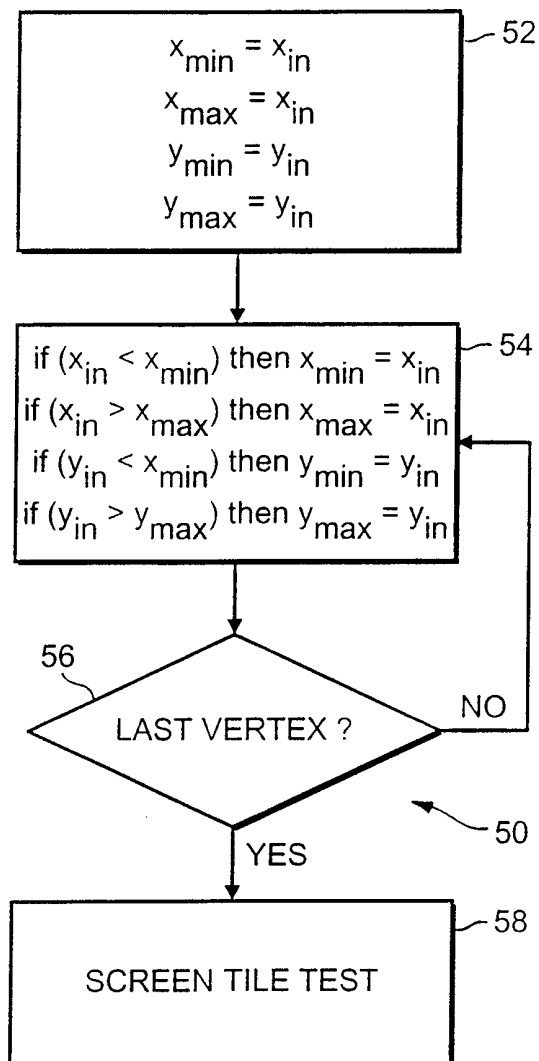 52
x_min = x_in
x_max = x_in
y_min = y_in
y_max = y_in
54
if (x_in < x_min) then x_min = x_in
if (x_in > x_max) then x_max = x_in
if (y_in < x_min) then y_min = y_in
if (y_in > y_max) then y_max = y_in
56
LAST VERTEX ?
NO
50
YES
58
SCREEN TILE TEST